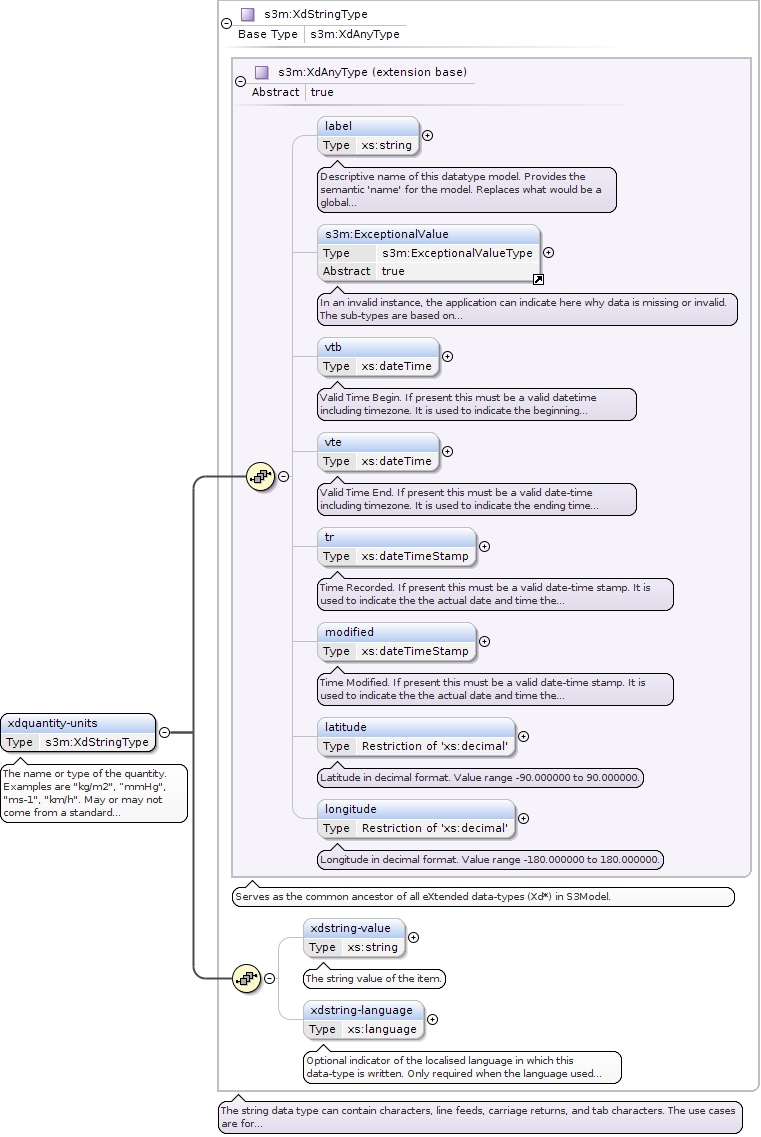 s3m:XdStringType
Base Type s3m:XdAnyType
s3m:XdAnyType (extension base)
Abstract true
label
Type xs:string
Descriptive name of this datatype model. Provides the
semantic 'name' for the model. Replaces what would be a
global...
s3m:ExceptionalValue
Type s3m:ExceptionalValueType
Abstract true
In an invalid instance, the application can indicate here why data is missing or invalid.
The sub-types are based on...
vtb
Type xs:dateTime
Valid Time Begin. If present this must be a valid datetime
including timezone. It is used to indicate the beginning...
vte
Type xs:dateTime
Valid Time End. If present this must be a valid date-time
including timezone. It is used to indicate the ending time...
tr
Type xs:dateTimeStamp
Time Recorded. If present this must be a valid date-time stamp. It is
used to indicate the the actual date and time the...
modified
Type xs:dateTimeStamp
Time Modified. If present this must be a valid date-time stamp. It is
used to indicate the the actual date and time the...
latitude
Type Restriction of 'xs:decimal'
Latitude in decimal format. Value range -90.000000 to 90.000000.
longitude
Type Restriction of 'xs:decimal'
Longitude in decimal format. Value range -180.000000 to 180.000000.
xdquantity-units
Type s3m:XdStringType
The name or type of the quantity.
Examples are "kg/m2", "mmHg",
"ms-1", "km/h". May or may not
come from a standard...
Serves as the common ancestor of all eXtended data-types (Xd*) in S3Model.
xdstring-value
Type xs:string
The string value of the item.
xdstring-language
Type xs:language
Optional indicator of the localised language in which this
data-type is written. Only required when the language used...
The string data type can contain characters, line feeds, carriage returns, and tab characters. The use cases
are for...